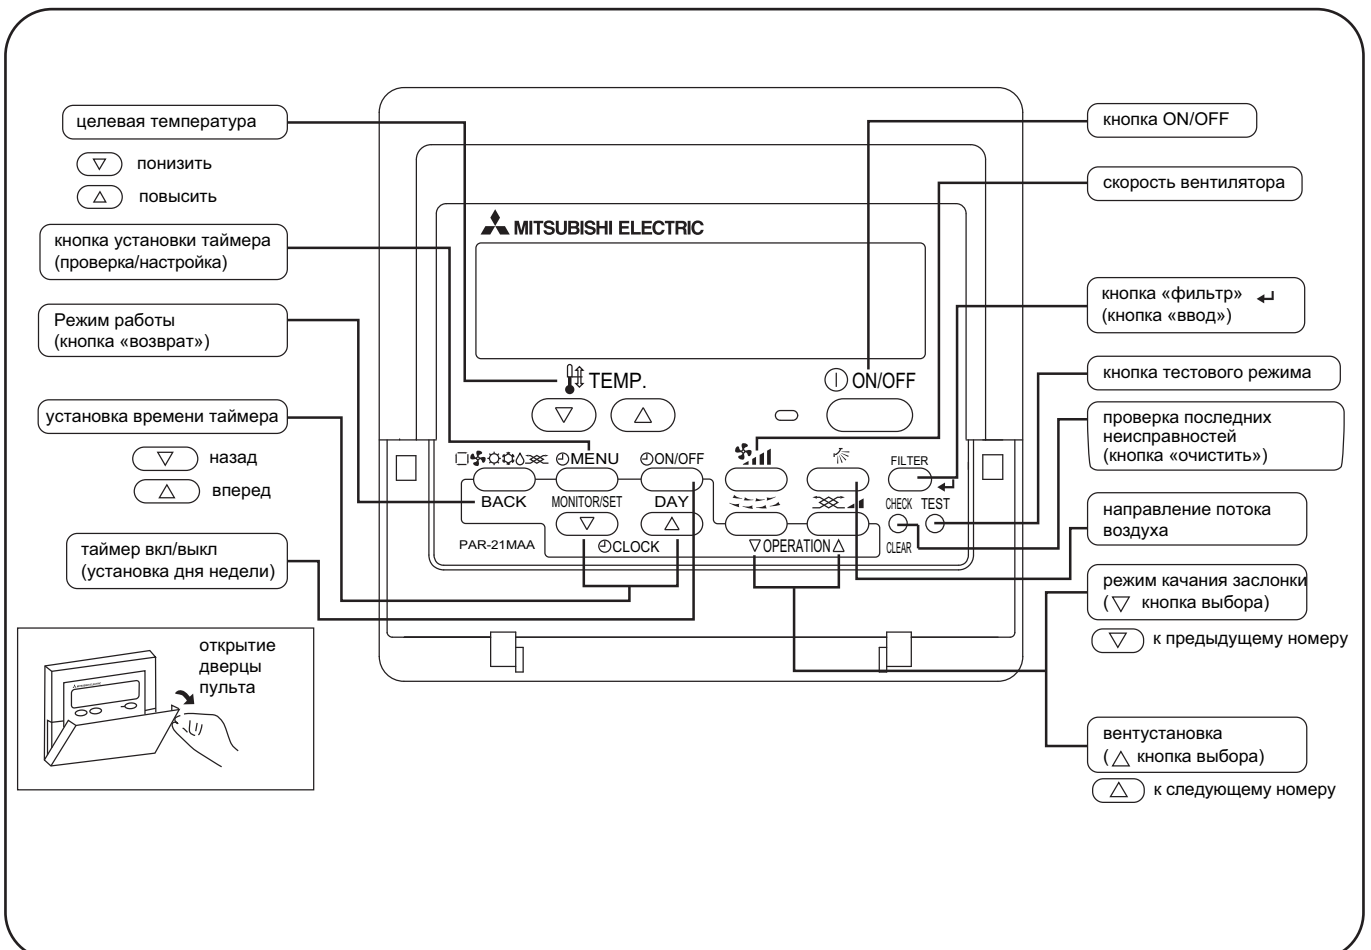 целевая температура
▽ понизить
△ повысить
кнопка установки таймера
(проверка/настройка)
Режим работы
(кнопка «возврат»)
установка времени таймера
▽ назад
△ вперед
таймер вкл/выкл
(установка дня недели)
открытие
дверцы
пульта
MITSUBISHI ELECTRIC
TEMP.
ON/OFF
▽ △
MENU
ON/OFF
FILTER
BACK
MONITOR/SET
DAY
CHECK
TEST
▽ △
PAR-21MAA
CLOCK
▽OPERATION△
CLEAR
кнопка ON/OFF
скорость вентилятора
кнопка «фильтр» ↵
(кнопка «ввод»)
кнопка тестового режима
проверка последних
неисправностей
(кнопка «очистить»)
направление потока
воздуха
режим качания заслонки
(▽ кнопка выбора)
▽ к предыдущему номеру
вентустановка
(△ кнопка выбора)
△ к следующему номеру